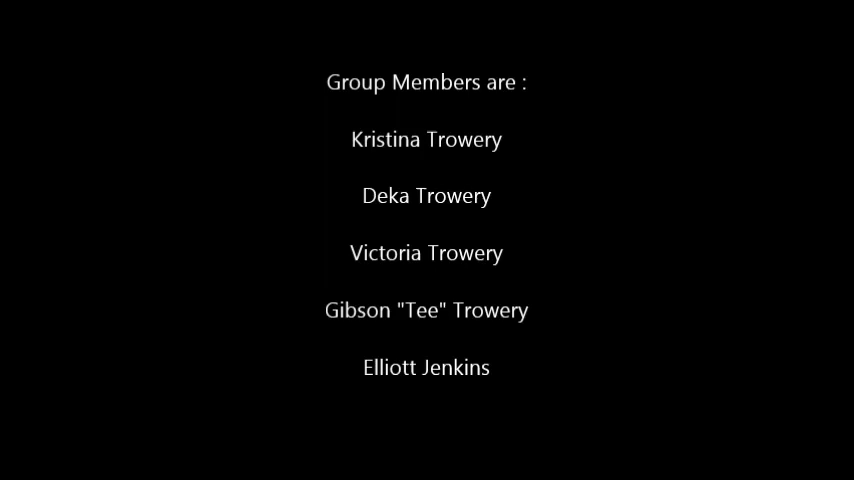 Group Members are :
Kristina Trowery
Deka Trowery
Victoria Trowery
Gibson "Tee" Trowery
Elliott Jenkins